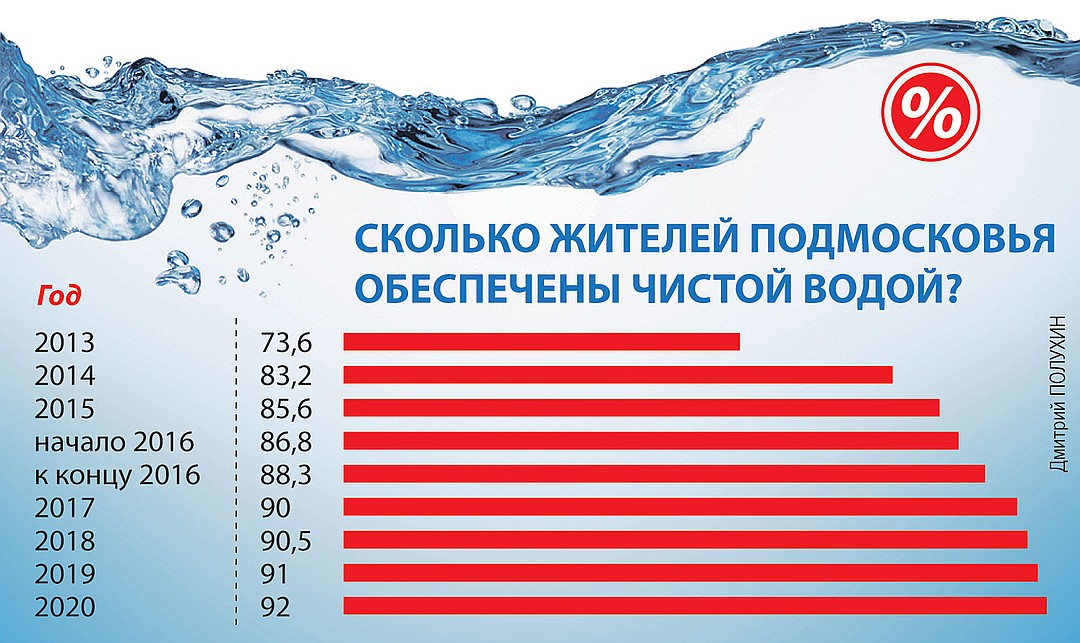 %
СКОЛЬКО ЖИТЕЛЕЙ ПОДМОСКОВЬЯ
ОБЕСПЕЧЕНЫ ЧИСТОЙ ВОДОЙ?
Год
2013 73,6
2014 83,2
2015 85,6
начало 2016 86,8
к концу 2016 88,3
2017 90
2018 90,5
2019 91
2020 92
Дмитрий ПОЛУХИН